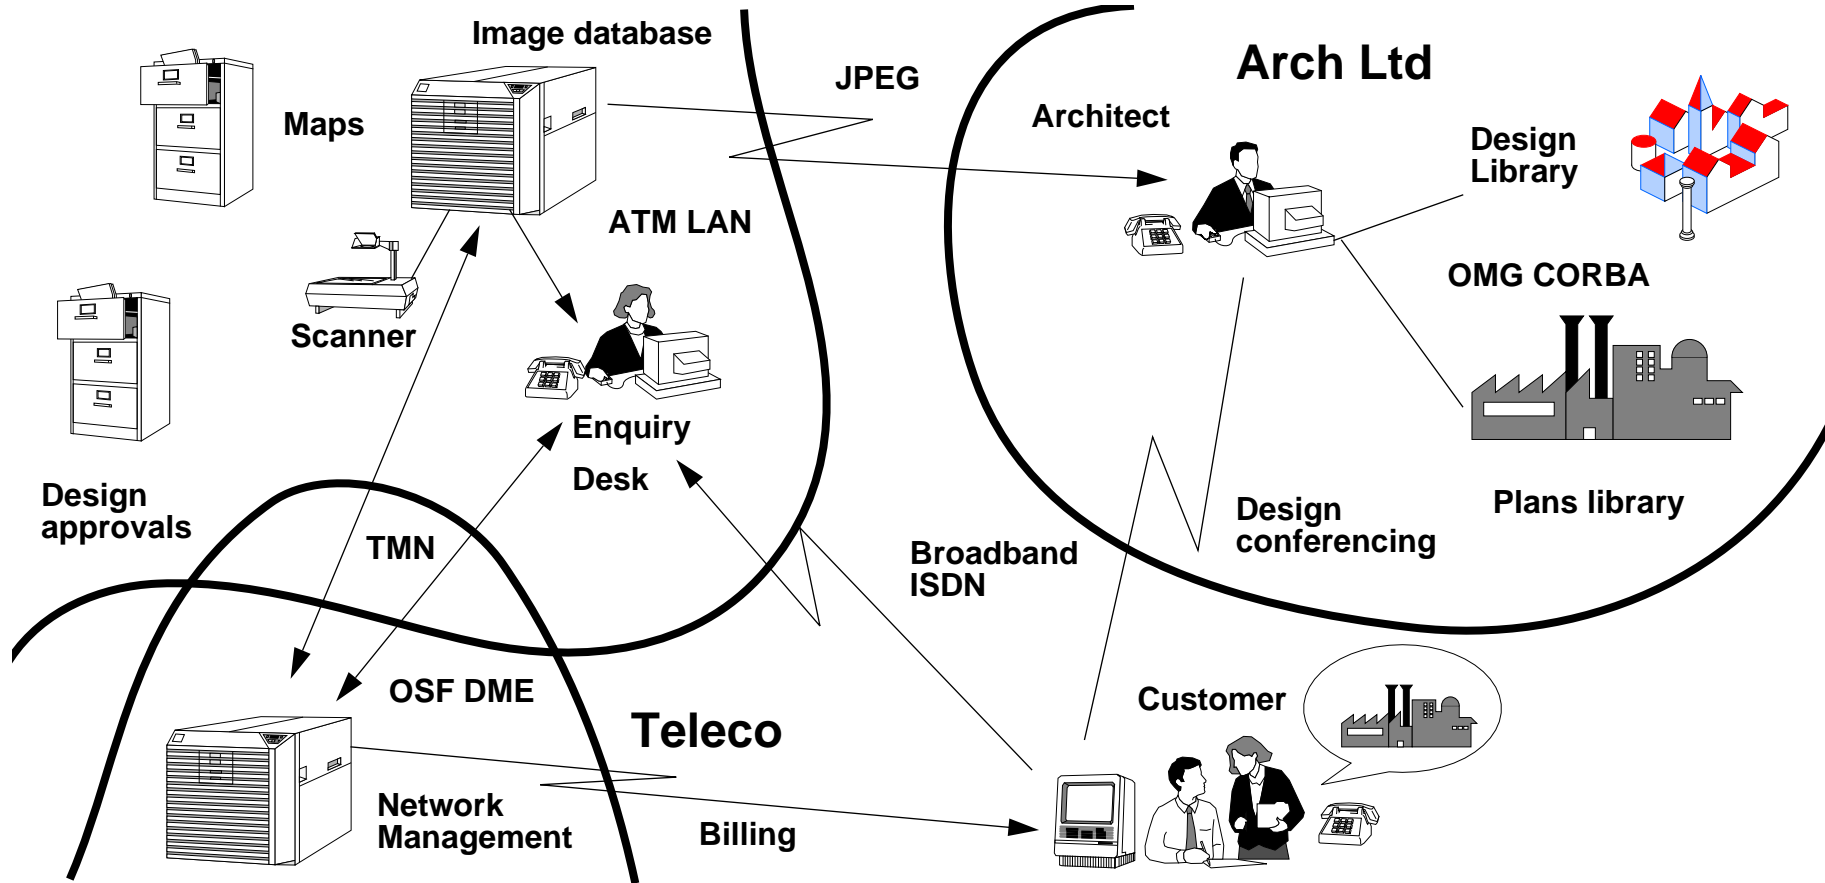 Image database
Arch Ltd
JPEG
Maps
Architect
Design
Library
ATM LAN
OMG CORBA
Scanner
Enquiry
Desk
Design
approvals
Plans library
Design
conferencing
TMN
Broadband
ISDN
OSF DME
Customer
Teleco
Network
Management
Billing